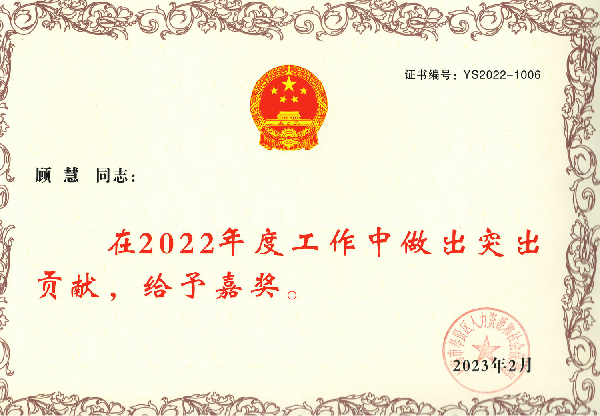 证书编号：YS2022-1006
顾 慧 同志：
在2022年度工作中做出突出
贡献，给予嘉奖。
2023年2月